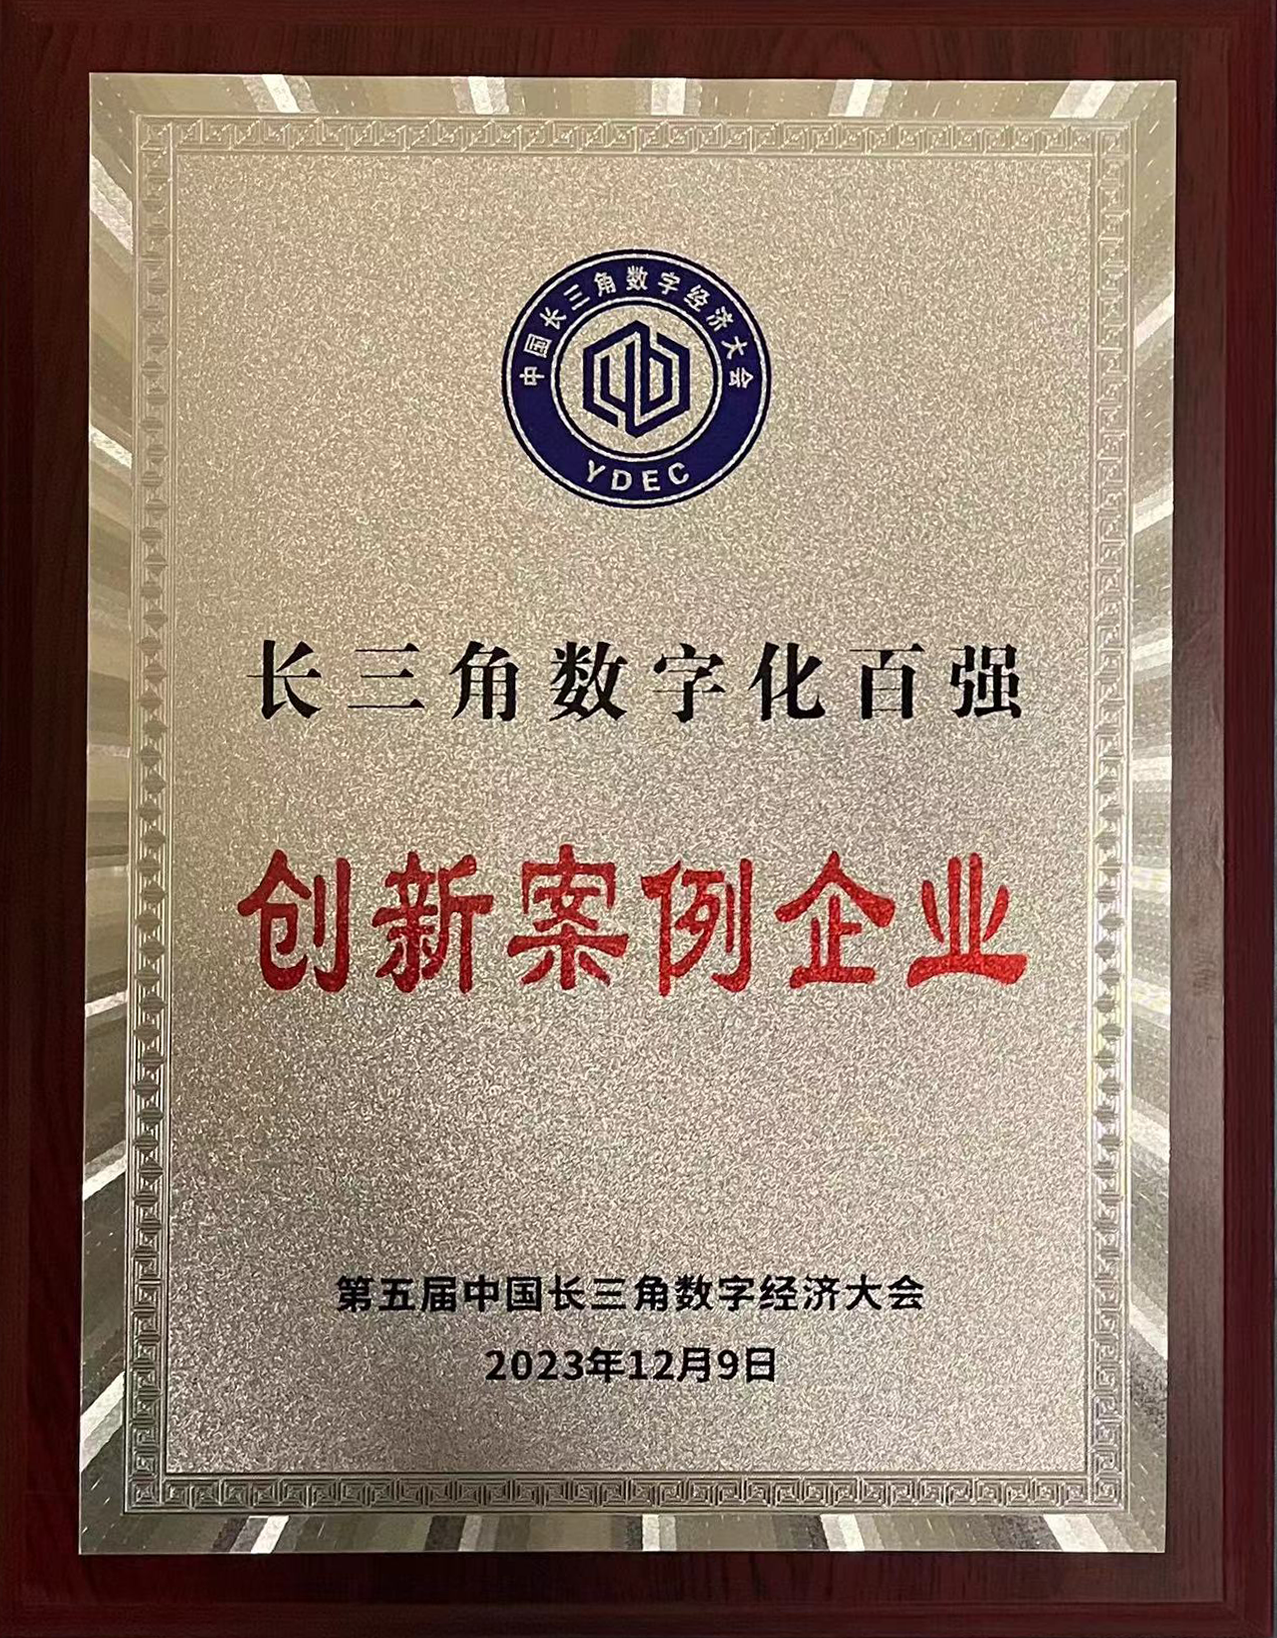 中国长三角数字经济大会
YDEC
长三角数字化百强
创新案例企业
第五届中国长三角数字经济大会
2023年12月9日